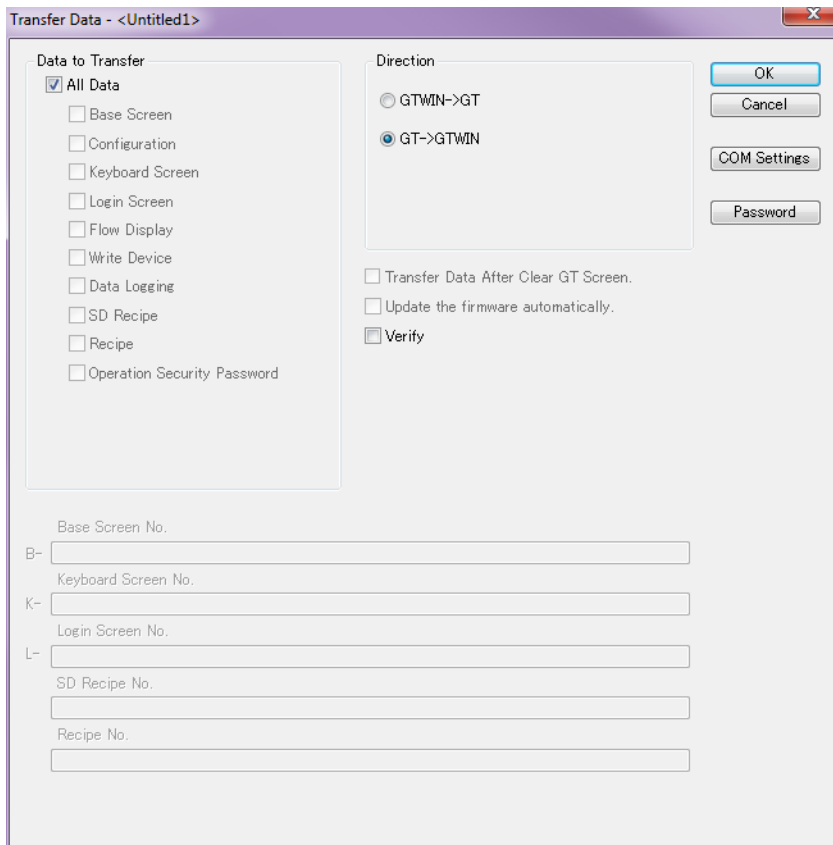 Transfer Data - <Untitled1>
Data to Transfer
All Data
Base Screen
Configuration
Keyboard Screen
Login Screen
Flow Display
Write Device
Data Logging
SD Recipe
Recipe
Operation Security Password
Direction
GTWIN->GT
GT->GTWIN
Transfer Data After Clear GT Screen.
Update the firmware automatically.
Verify
OK
Cancel
COM Settings
Password
Base Screen No.
B-
Keyboard Screen No.
K-
Login Screen No.
L-
SD Recipe No.
Recipe No.